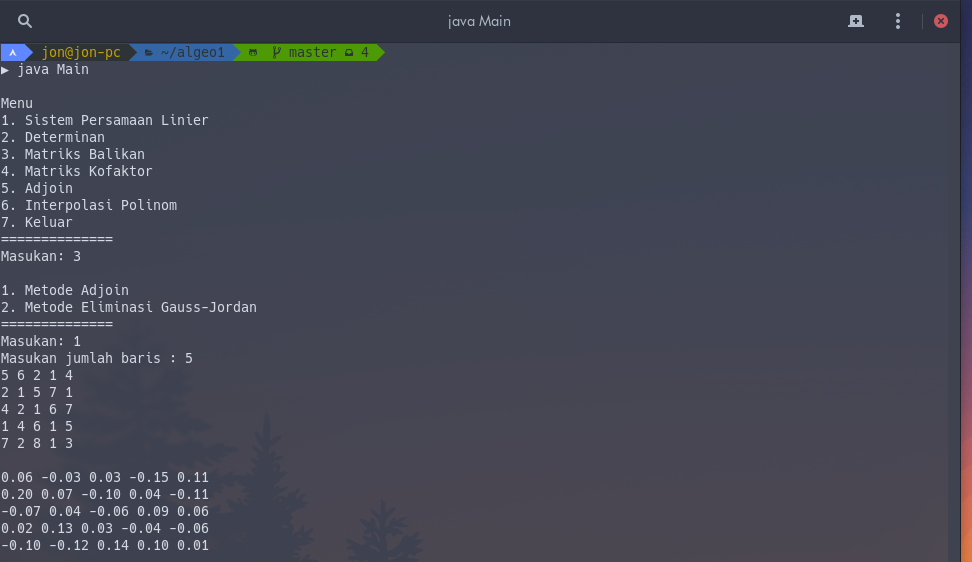 java Main
jon@jon-pc ~/algeo1 master 4
▶ java Main
Menu
1. Sistem Persamaan Linier
2. Determinan
3. Matriks Balikan
4. Matriks Kofaktor
5. Adjoin
6. Interpolasi Polinom
7. Keluar
==============
Masukan: 3
1. Metode Adjoin
2. Metode Eliminasi Gauss-Jordan
==============
Masukan: 1
Masukan jumlah baris : 5
5 6 2 1 4
2 1 5 7 1
4 2 1 6 7
1 4 6 1 5
7 2 8 1 3
0.06 -0.03 0.03 -0.15 0.11
0.20 0.07 -0.10 0.04 -0.11
-0.07 0.04 -0.06 0.09 0.06
0.02 0.13 0.03 -0.04 -0.06
-0.10 -0.12 0.14 0.10 0.01